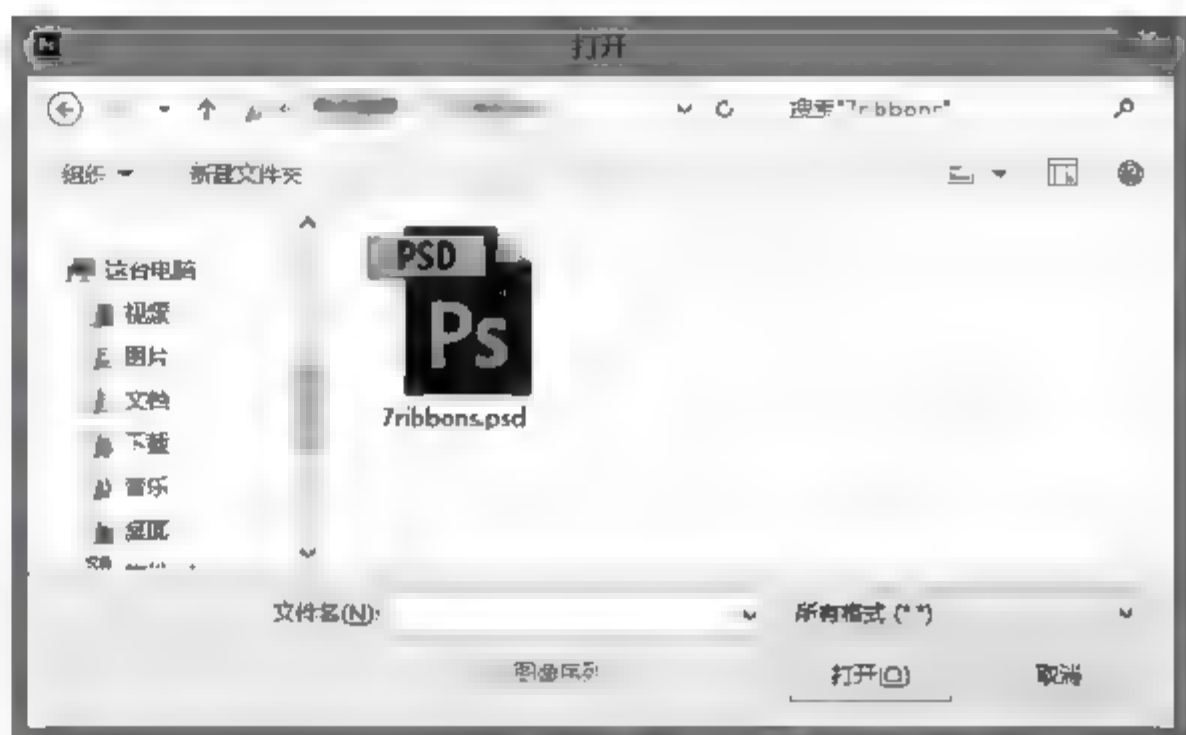 打开
搜索"7ribbons"
组织 新建文件夹
这台电脑
视频
图片
文档
下载
音乐
桌面
PSD
Ps
7ribbons.psd
文件名(N):
所有格式 (*.*)
图像序列
打开(O) 取消